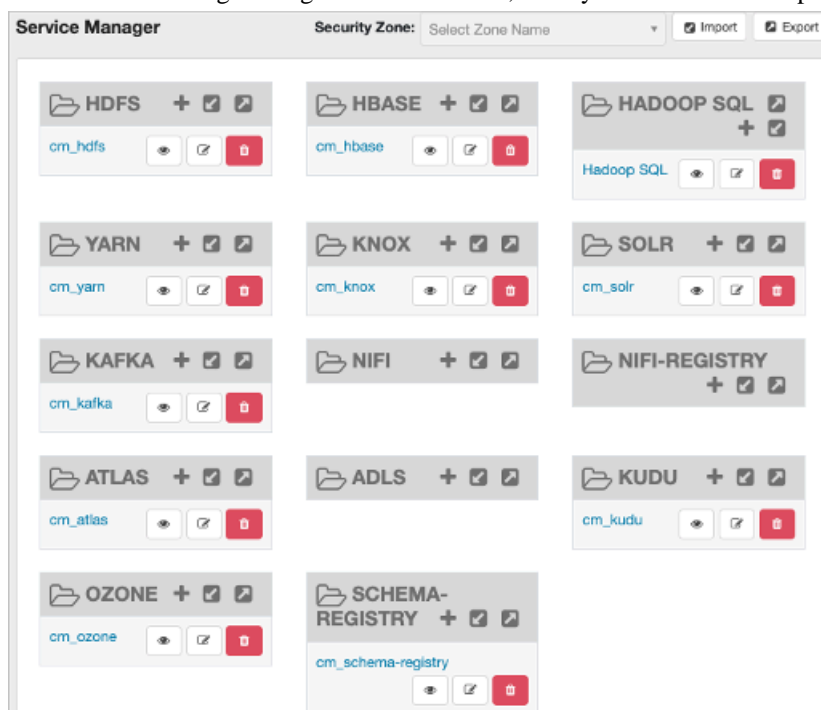 Service Manager Security Zone: Select Zone Name Import Export
HDFS HBASE HADOOP SQL
cm_hdfs cm_hbase
Hadoop SQL
YARN KNOX SOLR
cm_yarn cm_knox cm_solr
KAFKA NIFI NIFI-REGISTRY
cm_kafka
ATLAS ADLS KUDU
cm_atlas cm_kudu
OZONE SCHEMA-
REGISTRY
cm_ozone
cm_schema-registry